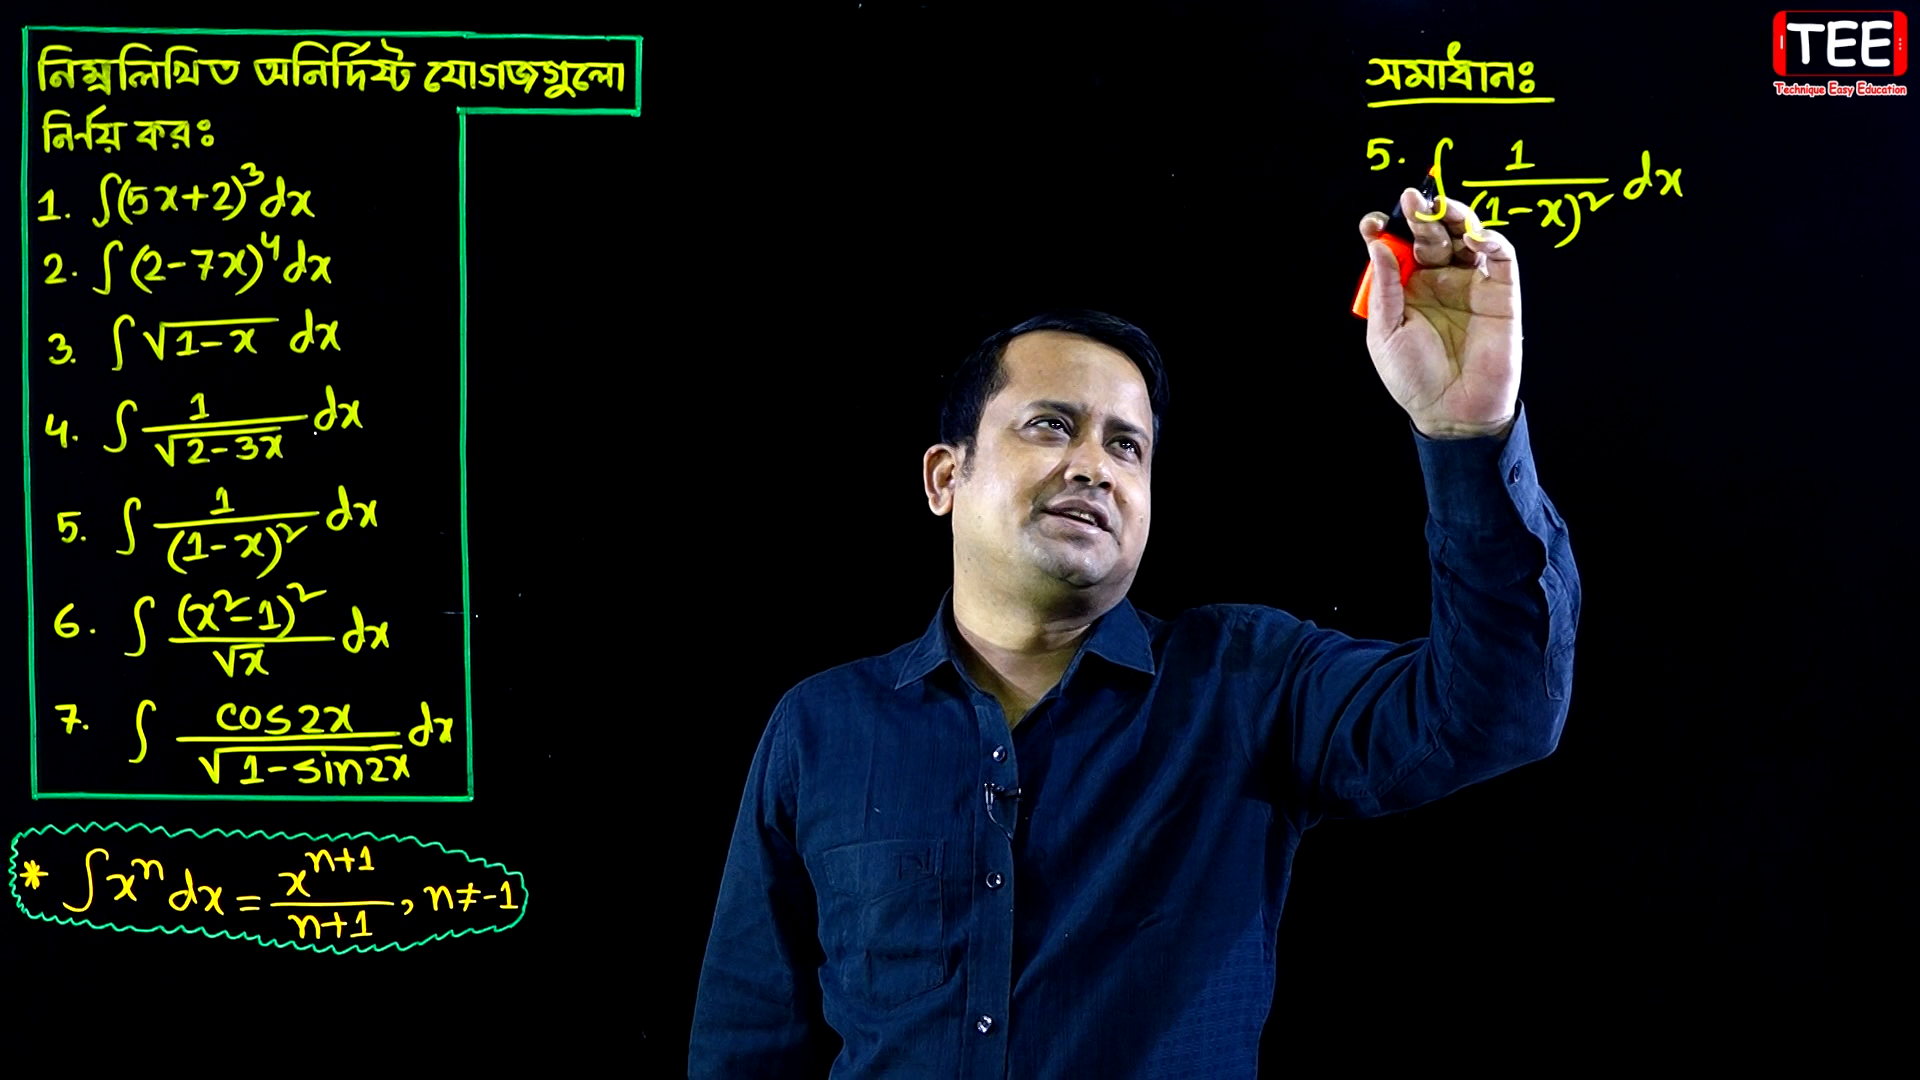 নিম্নলিখিত অনির্দিষ্ট যোগজগুলো
নির্ণয় করঃ
1. ∫(5x+2)³dx
2. ∫(2-7x)⁴dx
3. ∫√(1-x) dx
4. ∫ 1/√(2-3x) dx
5. ∫ 1/(1-x)² dx
6. ∫ (x²-1)²/√x dx
7. ∫ cos2x/√(1-sin2x) dx
* ∫xⁿdx = xⁿ⁺¹/(n+1), n≠-1
সমাধানঃ
5. ∫ 1/(1-x)² dx
TEE
Technique Easy Education